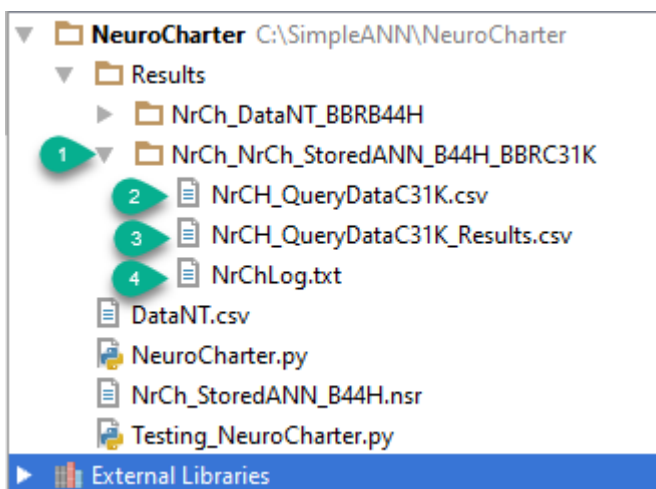 NeuroCharter C:\SimpleANN\NeuroCharter
Results
NrCh_DataNT_BBRB44H
1 NrCh_NrCh_StoredANN_B44H_BBRC31K
2 NrCH_QueryDataC31K.csv
3 NrCH_QueryDataC31K_Results.csv
4 NrChLog.txt
DataNT.csv
NeuroCharter.py
NrCh_StoredANN_B44H.nsr
Testing_NeuroCharter.py
External Libraries